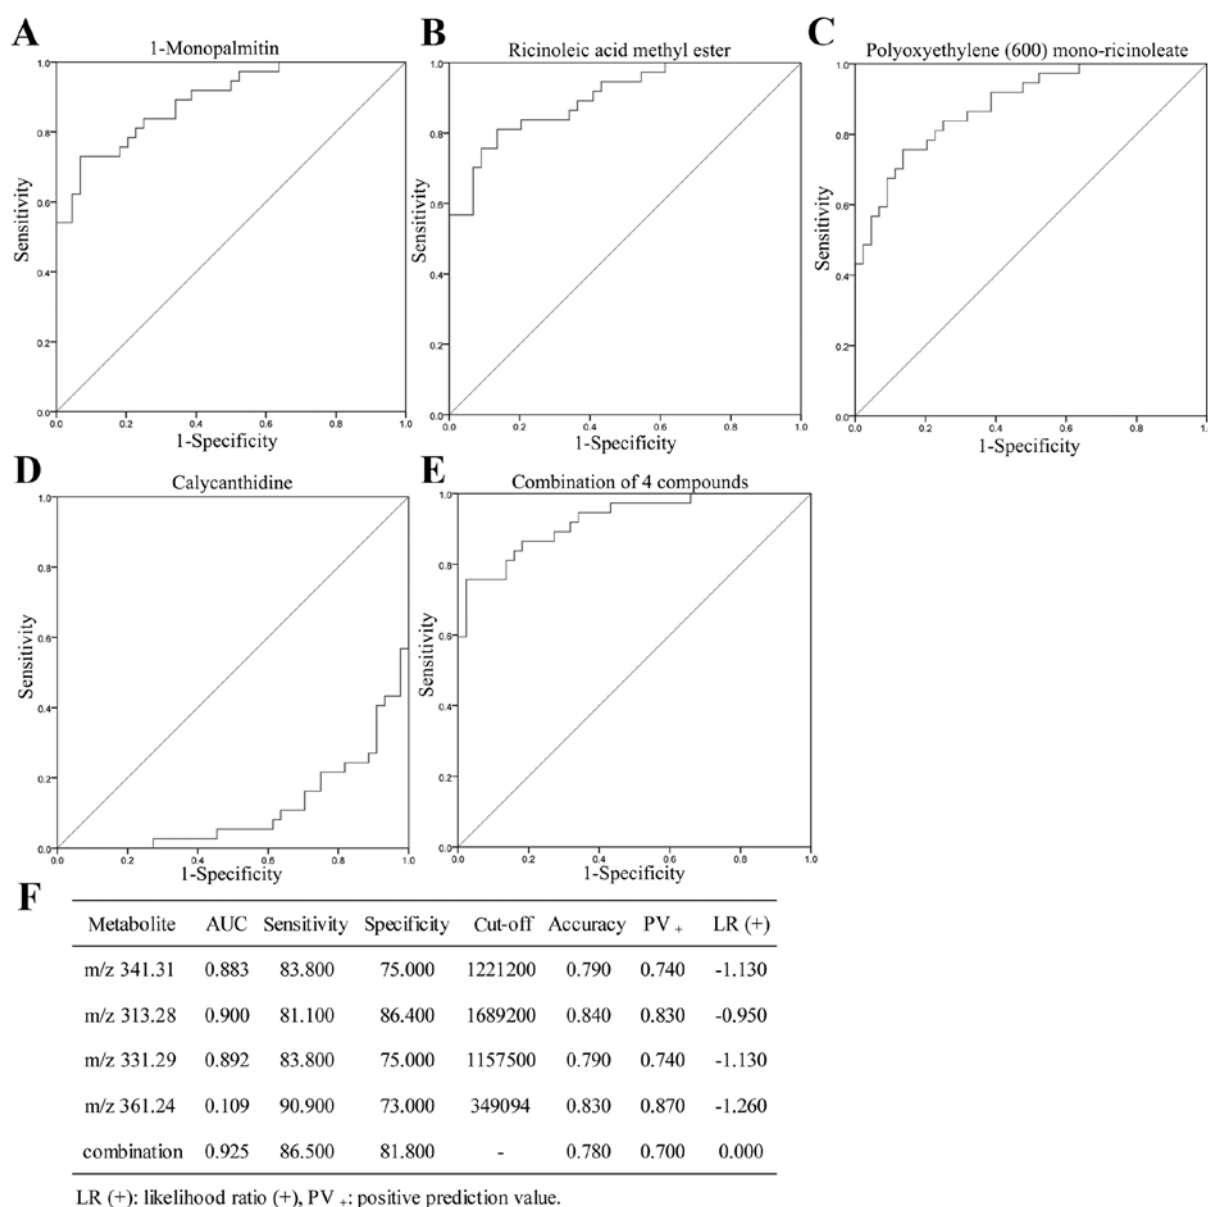 A
1-Monopalmitin
1.0
0.8
0.6
0.4
0.2
0.0
Sensitivity
0.0 0.2 0.4 0.6 0.8 1.0
1-Specificity
B
Ricinoleic acid methyl ester
1.0
0.8
0.6
0.4
0.2
0.0
Sensitivity
0.0 0.2 0.4 0.6 0.8 1.0
1-Specificity
C
Polyoxyethylene (600) mono-ricinoleate
1.0
0.8
0.6
0.4
0.2
0.0
Sensitivity
0.0 0.2 0.4 0.6 0.8 1.0
1-Specificity
D
Calycanthidine
1.0
0.8
0.6
0.4
0.2
0.0
Sensitivity
0.0 0.2 0.4 0.6 0.8 1.0
1-Specificity
E
Combination of 4 compounds
1.0
0.8
0.6
0.4
0.2
0.0
Sensitivity
0.0 0.2 0.4 0.6 0.8 1.0
1-Specificity
F
Metabolite AUC Sensitivity Specificity Cut-off Accuracy PV + LR (+)
m/z 341.31 0.883 83.800 75.000 1221200 0.790 0.740 -1.130
m/z 313.28 0.900 81.100 86.400 1689200 0.840 0.830 -0.950
m/z 331.29 0.892 83.800 75.000 1157500 0.790 0.740 -1.130
m/z 361.24 0.109 90.900 73.000 349094 0.830 0.870 -1.260
combination 0.925 86.500 81.800 - 0.780 0.700 0.000
LR (+): likelihood ratio (+), PV +: positive prediction value.